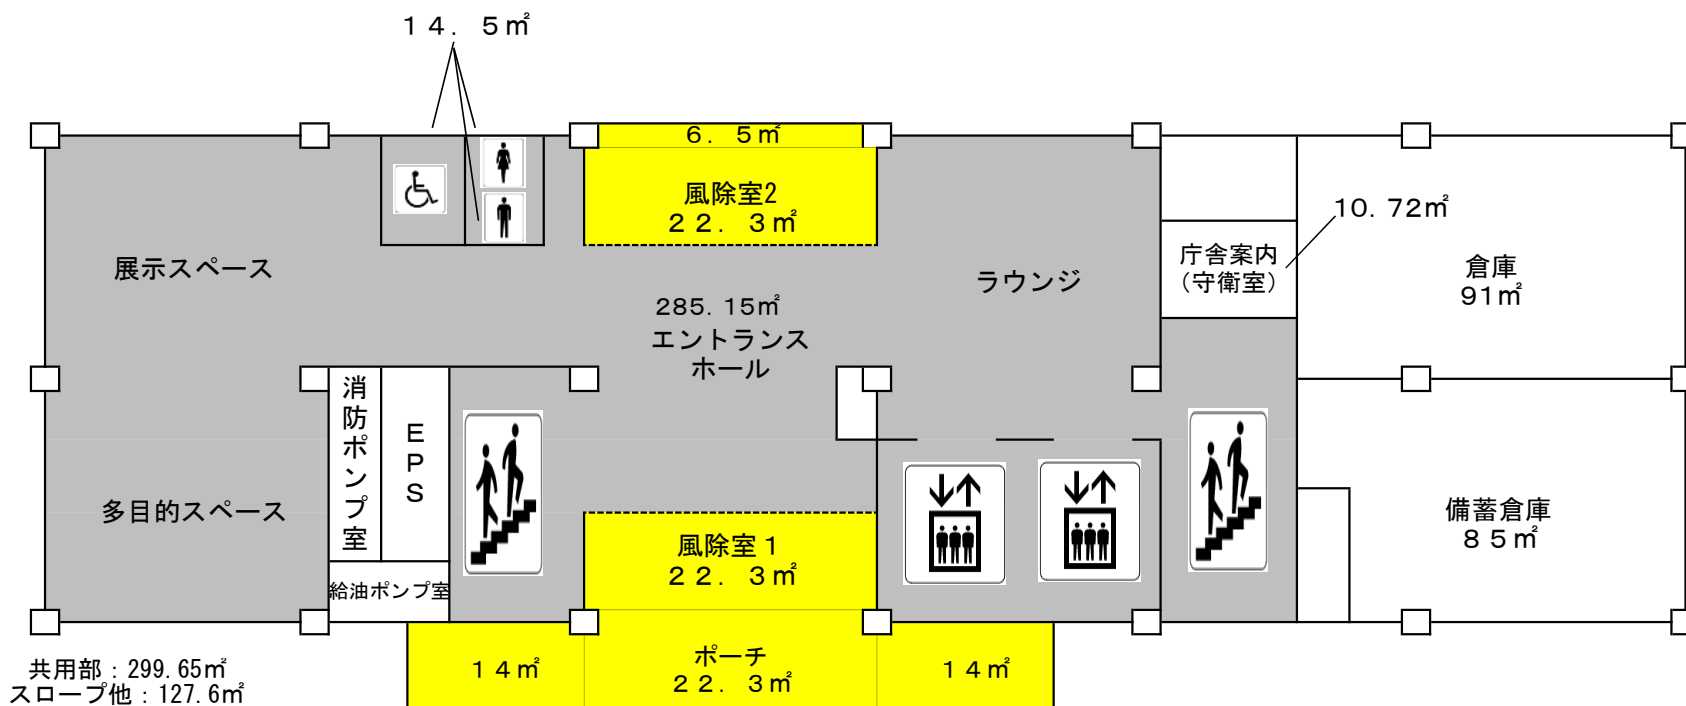 １４．５㎡
６．５㎡
風除室2
２２．３㎡
10.72㎡
庁舎案内
（守衛室）
展示スペース
ラウンジ
倉庫
91㎡
285.15㎡
エントランス
ホール
消防ポンプ室
ＥＰＳ
多目的スペース
風除室１
２２．３㎡
備蓄倉庫
８５㎡
給油ポンプ室
共用部：299.65㎡
スロープ他：127.6㎡
１４㎡
ポーチ
２２．３㎡
１４㎡